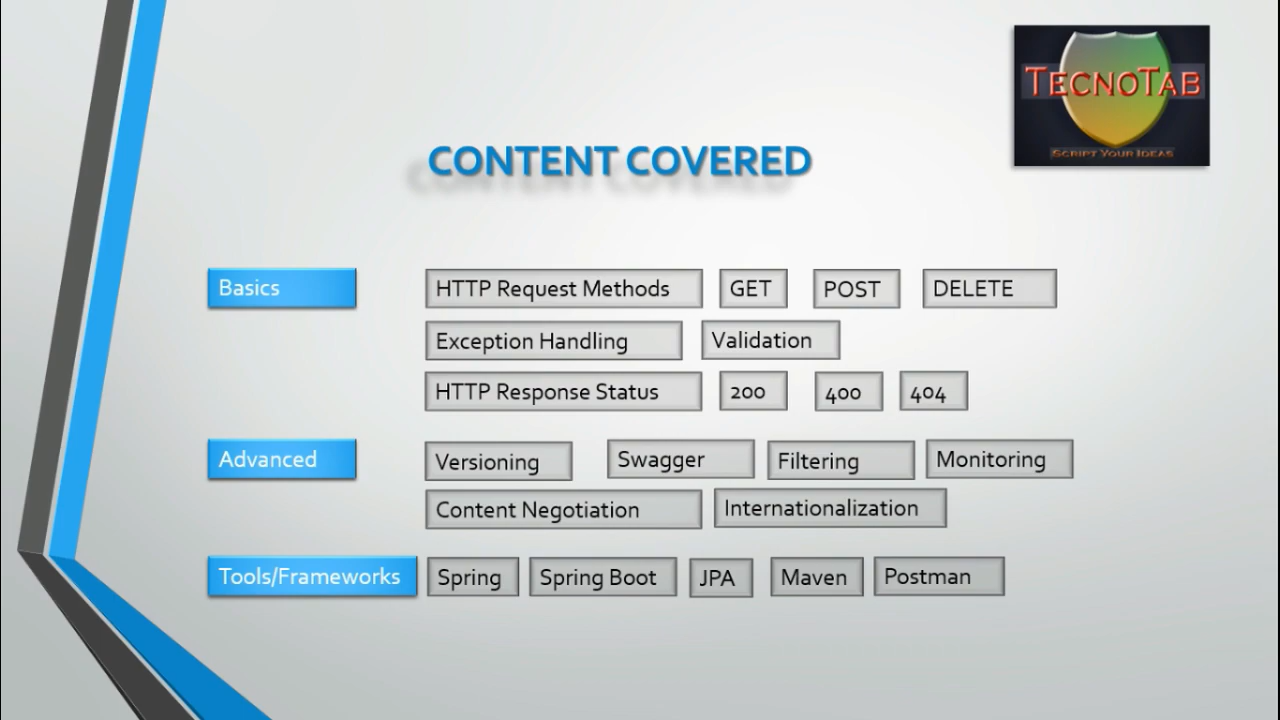 TECNOTAB
SCRIPT YOUR IDEAS
CONTENT COVERED
Basics HTTP Request Methods GET POST DELETE
Exception Handling Validation
HTTP Response Status 200 400 404
Advanced Versioning Swagger Filtering Monitoring
Content Negotiation Internationalization
Tools/Frameworks Spring Spring Boot JPA Maven Postman